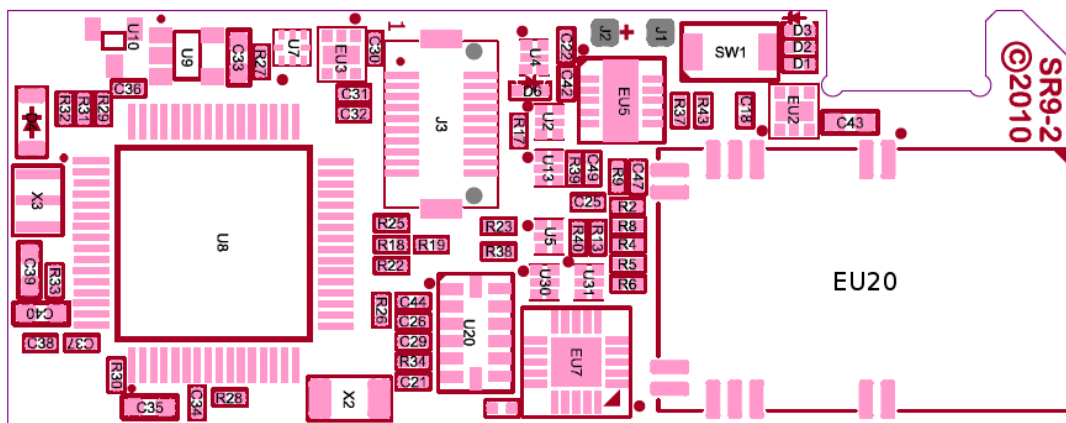 U10
U9
C33
R27
U7
EU3
C30
1
J3
U4
C22
J2
+
J1
SW1
D3
D2
D1
SR9-2
©2010
C36
R32
R31
R29
C31
C32
D6
C42
EU5
R17
U2
R37
R43
C18
EU2
C43
X3
U8
U13
R39
C49
R9
C47
C25
R2
R25
R18
R19
R22
R23
R38
U5
R40
R13
R8
R4
R5
R6
EU20
C39
R33
C40
C38
C37
R26
C44
C26
C29
R34
C21
U20
U30
U31
EU7
R30
C35
C34
R28
X2